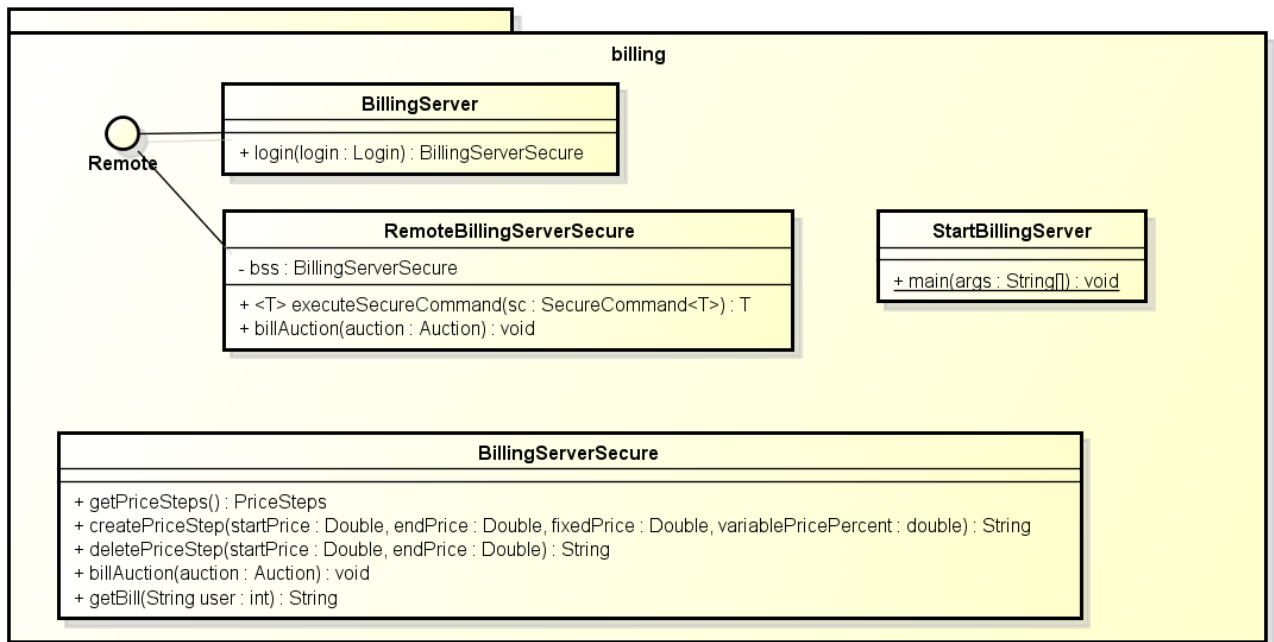 billing
BillingServer
+ login(login : Login) : BillingServerSecure
Remote
RemoteBillingServerSecure
- bss : BillingServerSecure
+ <T> executeSecureCommand(sc : SecureCommand<T>) : T
+ billAuction(auction : Auction) : void
StartBillingServer
+ main(args : String[]) : void
BillingServerSecure
+ getPriceSteps() : PriceSteps
+ createPriceStep(startPrice : Double, endPrice : Double, fixedPrice : Double, variablePricePercent : double) : String
+ deletePriceStep(startPrice : Double, endPrice : Double) : String
+ billAuction(auction : Auction) : void
+ getBill(String user : int) : String